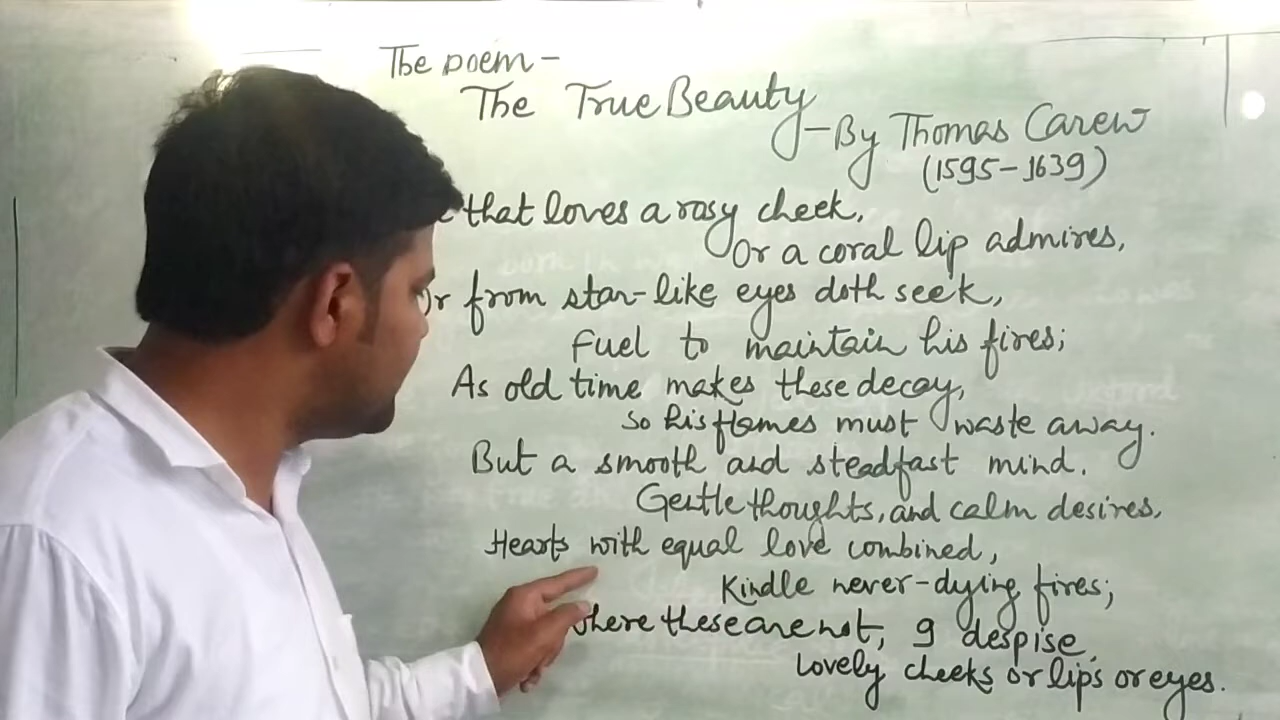 The poem -
The True Beauty
- By Thomas Carew
(1595-1639)
that loves a rosy cheek,
Or a coral lip admires,
Or from star-like eyes doth seek,
Fuel to maintain his fires;
As old time makes these decay,
So his flames must waste away.
But a smooth and steadfast mind.
Gentle thoughts, and calm desires,
Hearts with equal love combined,
Kindle never-dying fires;
where these are not, I despise,
Lovely cheeks or lips or eyes.